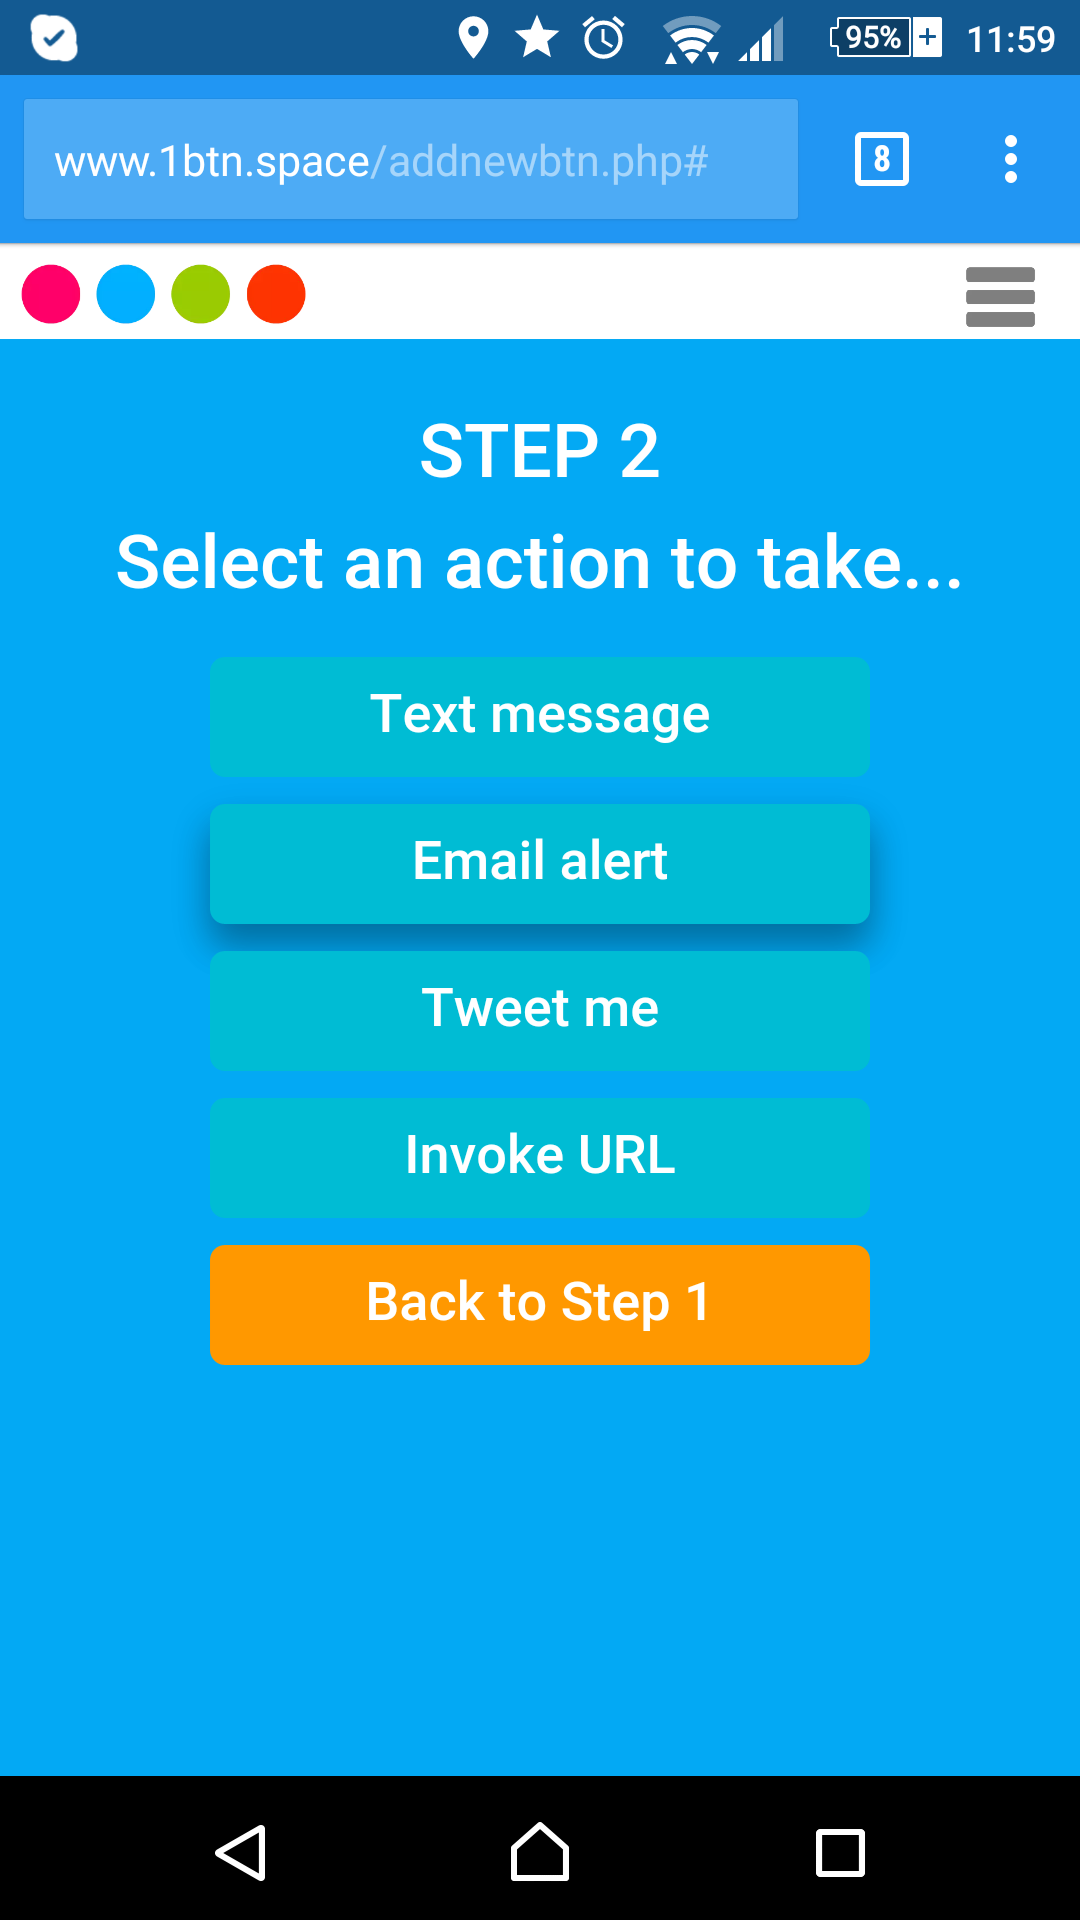 95% 11:59
www.1btn.space/addnewbtn.php#
8
STEP 2
Select an action to take...
Text message
Email alert
Tweet me
Invoke URL
Back to Step 1